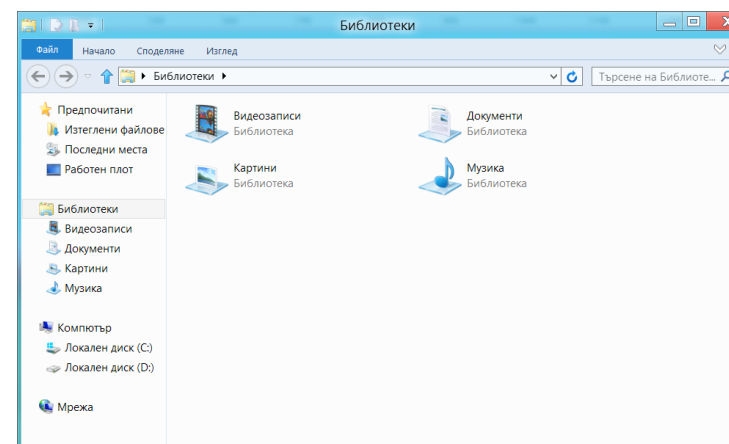 Библиотеки
Файл Начало Споделяне Изглед
Библиотеки
Търсене на Библиоте...
Предпочитани
Изтеглени файлове
Последни места
Работен плот
Библиотеки
Видеозаписи
Документи
Картини
Музика
Компютър
Локален диск (C:)
Локален диск (D:)
Мрежа
Видеозаписи
Библиотека
Документи
Библиотека
Картини
Библиотека
Музика
Библиотека